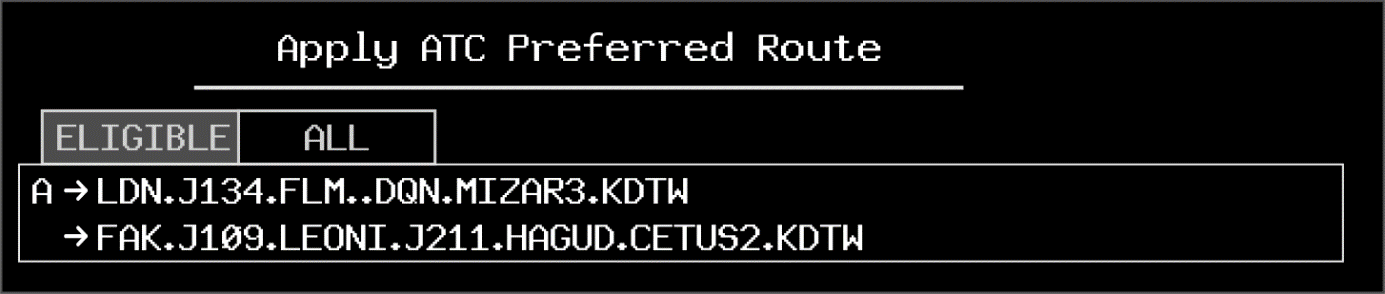 Apply ATC Preferred Route
ELIGIBLE ALL
A→LDN.J134.FLM..DQN.MIZAR3.KDTW
→FAK.J109.LEONI.J211.HAGUD.CETUS2.KDTW